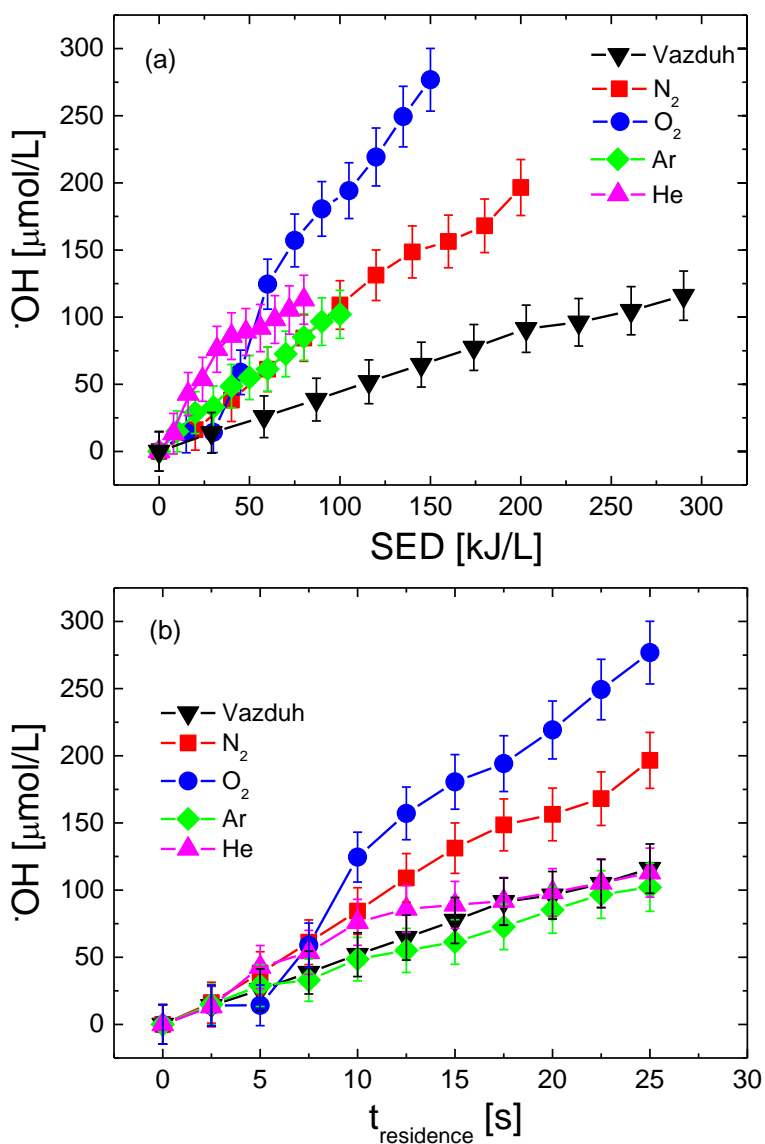 (a)
Vazduh
N₂
O₂
Ar
He
300
250
200
150
100
50
0
·OH [μmol/L]
0 50 100 150 200 250 300
SED [kJ/L]
(b)
Vazduh
N₂
O₂
Ar
He
300
250
200
150
100
50
0
·OH [μmol/L]
0 5 10 15 20 25 30
t_residence [s]